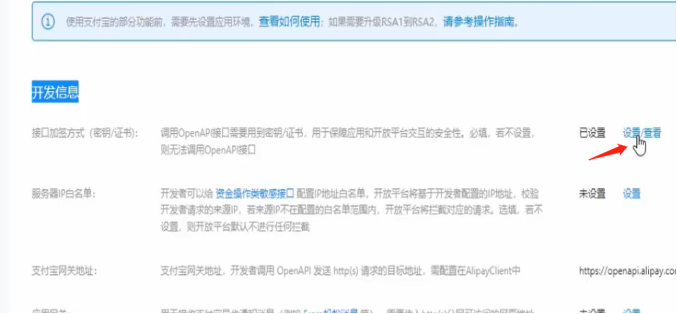 使用支付宝的部分功能前，需要先设置应用环境，查看如何使用；如果需要升级RSA1到RSA2，请参考操作指南。
开发信息
接口加签方式（密钥/证书）： 调用OpenAPI接口需要用到密钥/证书，用于保障应用和开放平台交互的安全性。必填，若不设置， 已设置 设置/查看
则无法调用OpenAPI接口
服务器IP白名单： 开发者可以给 资金操作类敏感接口 配置IP地址白名单，开放平台将基于开发者配置的IP地址，校验 未设置 设置
开发者请求的来源IP，若来源IP不在配置的白名单范围内，开放平台将拦截对应的请求。选填，若不
设置，则开放平台默认不进行任何拦截
支付宝网关地址： 支付宝网关地址，开发者调用 OpenAPI 发送 http(s) 请求的目标地址，需配置在AlipayClient中 https://openapi.alipay.com